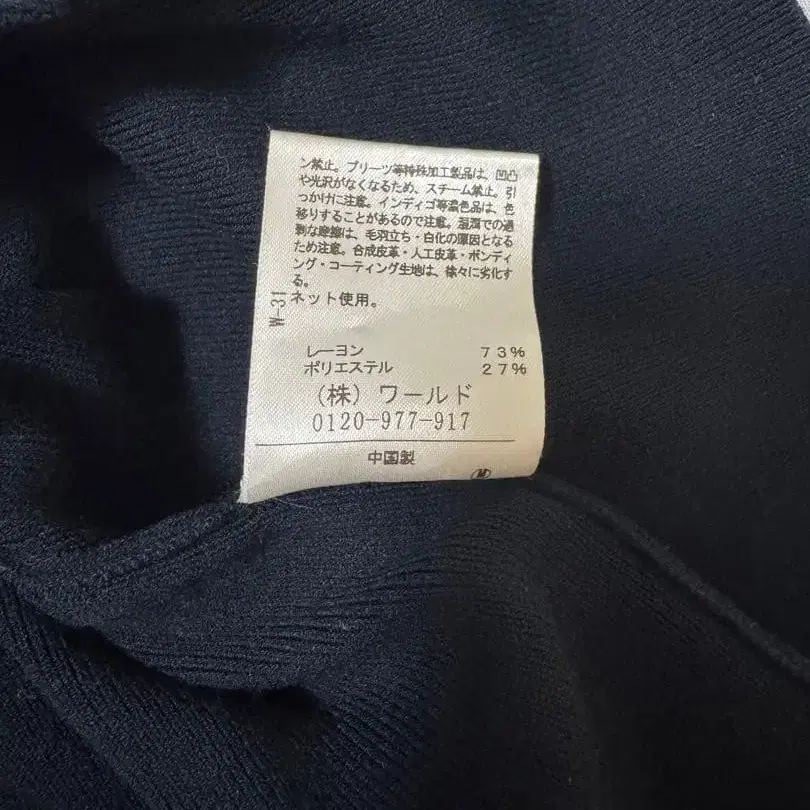 ン禁止。プリーツ等特殊加工製品は、凹凸
や光沢がなくなるため、スチーム禁止。引
っかけに注意。インディゴ等濃色品は、色
移りすることがあるので注意。湿潤での過
剰な摩擦は、毛羽立ち・白化の原因となる
ため注意。合成皮革・人工皮革・ボンディ
ング・コーティング生地は、徐々に劣化す
る。
ネット使用。
W-31
レーヨン 73%
ポリエステル 27%
(株)ワールド
0120-977-917
中国製
M